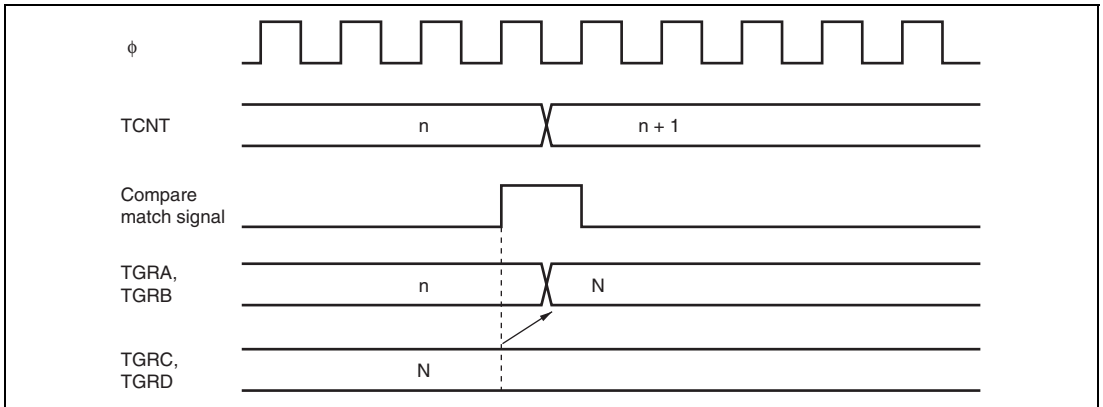 ϕ
TCNT
n
n + 1
Compare
match signal
TGRA,
TGRB
n
N
TGRC,
TGRD
N